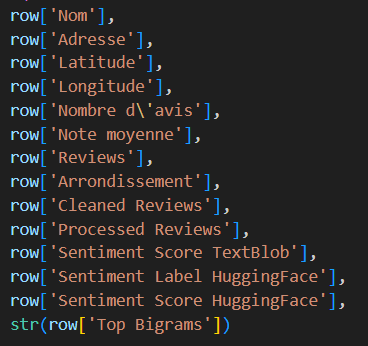 row['Nom'],
row['Adresse'],
row['Latitude'],
row['Longitude'],
row['Nombre d\'avis'],
row['Note moyenne'],
row['Reviews'],
row['Arrondissement'],
row['Cleaned Reviews'],
row['Processed Reviews'],
row['Sentiment Score TextBlob'],
row['Sentiment Label HuggingFace'],
row['Sentiment Score HuggingFace'],
str(row['Top Bigrams'])